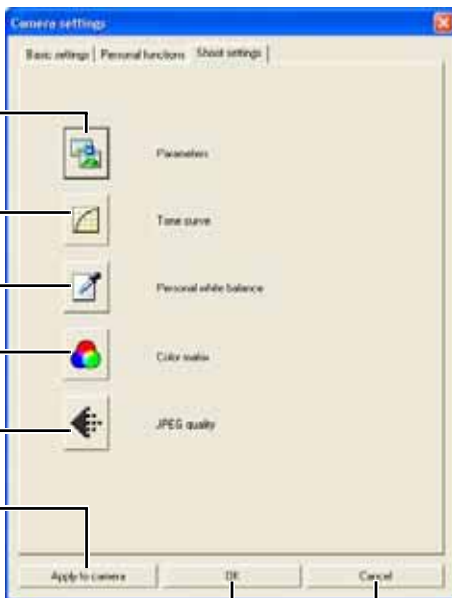 Camera settings
Basic settings Personal functions Shoot settings
Parameters
Tone curve
Personal white balance
Color matrix
JPEG quality
Apply to camera OK Cancel